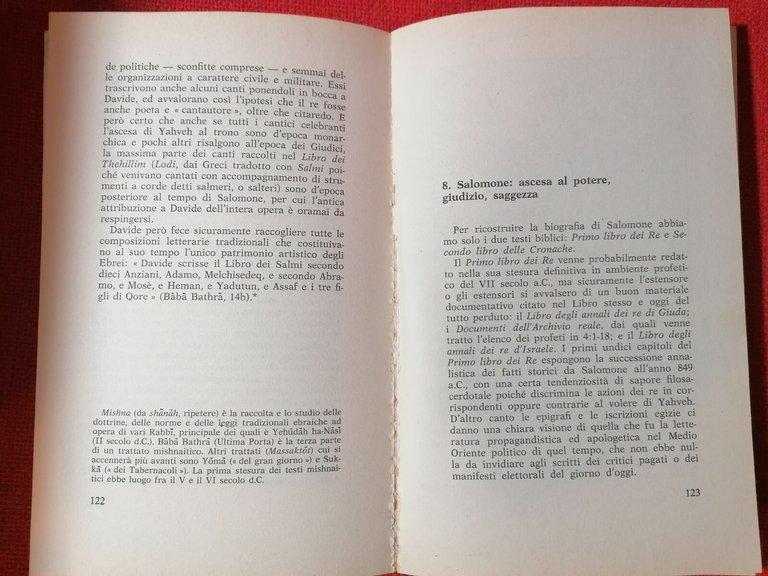 de politiche — sconfitte comprese — e semmai del-
le organizzazioni a carattere civile e militare. Essi
trascrivono anche alcuni canti ponendoli in bocca a
Davide, ed avvalorano così l'ipotesi che il re fosse
anche poeta e « cantautore », oltre che citaredo. È
però certo che anche se tutti i cantici celebranti
l'ascesa di Yahveh al trono sono d'epoca monar-
chica e pochi altri risalgono all'epoca dei Giudici,
la massima parte dei canti raccolti nel Libro dei
Thehillim (Lodi, dai Greci tradotto con Salmi poi-
ché venivano cantati con accompagnamento di stru-
menti a corde detti salmeri, o salteri) sono d'epoca
posteriore al tempo di Salomone, per cui l'antica
attribuzione a Davide dell'intera opera è oramai da
respingersi.
Davide però fece sicuramente raccogliere tutte le
composizioni letterarie tradizionali che costituiva-
no al suo tempo l'unico patrimonio artistico degli
Ebrei: « Davide scrisse il Libro dei Salmi secondo
dieci Anziani, Adamo, Melchisedeq, e secondo Abra-
mo, e Mosè, e Heman, e Yadutun, e Assaf e i tre fi-
gli di Qore » (Bābā Bathrā, 14b).*
Mishna (da shānāh, ripetere) è la raccolta e lo studio delle
dottrine, delle norme e delle leggi tradizionali ebraiche ad
opera di vari Rabbī, principale dei quali è Yehūdāh ha-Nāsī
(II secolo d.C.). Bābā Bathrā (Ultima Porta) è la terza parte
di un trattato mishnaitico. Altri trattati (Massaktōt) cui si
accennerà più avanti sono Yōmā (« del gran giorno ») e Suk-
kā (« dei Tabernacoli »). La prima stesura dei testi mishnai-
tici ebbe luogo fra il V e il VI secolo d.C.
122
8. Salomone: ascesa al potere,
giudizio, saggezza
Per ricostruire la biografia di Salomone abbia-
mo solo i due testi biblici: Primo libro dei Re e Se-
condo libro delle Cronache.
Il Primo libro dei Re venne probabilmente redat-
to nella sua stesura definitiva in ambiente profeti-
co del VII secolo a.C., ma sicuramente l'estensore
o gli estensori si avvalsero di un buon materiale
documentativo citato nel Libro stesso e oggi del
tutto perduto: il Libro degli annali dei re di Giuda;
i Documenti dell'Archivio reale, dai quali venne
tratto l'elenco dei profeti in 4:1-18; e il Libro degli
annali dei re d'Israele. I primi undici capitoli del
Primo libro dei Re espongono la successione anna-
listica dei fatti storici da Salomone all'anno 849
a.C., con una certa tendenziosità di sapore filosa-
cerdotale poiché discrimina le azioni dei re in cor-
rispondenti oppure contrarie al volere di Yahveh.
D'altro canto le epigrafi e le iscrizioni egizie ci
danno una chiara visione di quella che fu la lette-
ratura propagandistica ed apologetica nel Medio
Oriente politico di quel tempo, che non ebbe nul-
la da invidiare agli scritti dei critici pagati o dei
manifesti elettorali del giorno d'oggi.
123